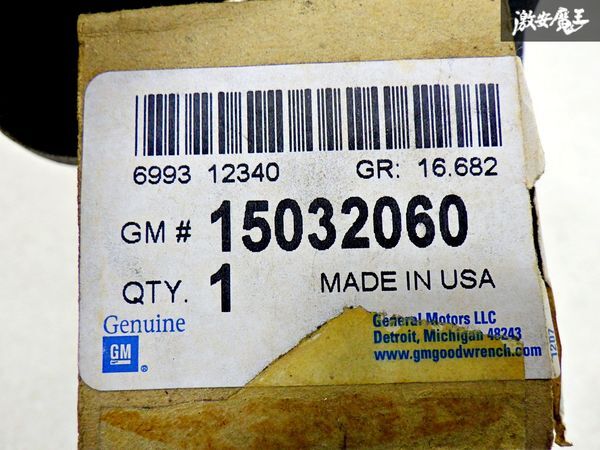 激安魔王
6993 12340 GR: 16.682
GM # 15032060
QTY. 1 MADE IN USA
Genuine
GM
General Motors LLC
Detroit, Michigan 48243
www.gmgoodwrench.com
1207